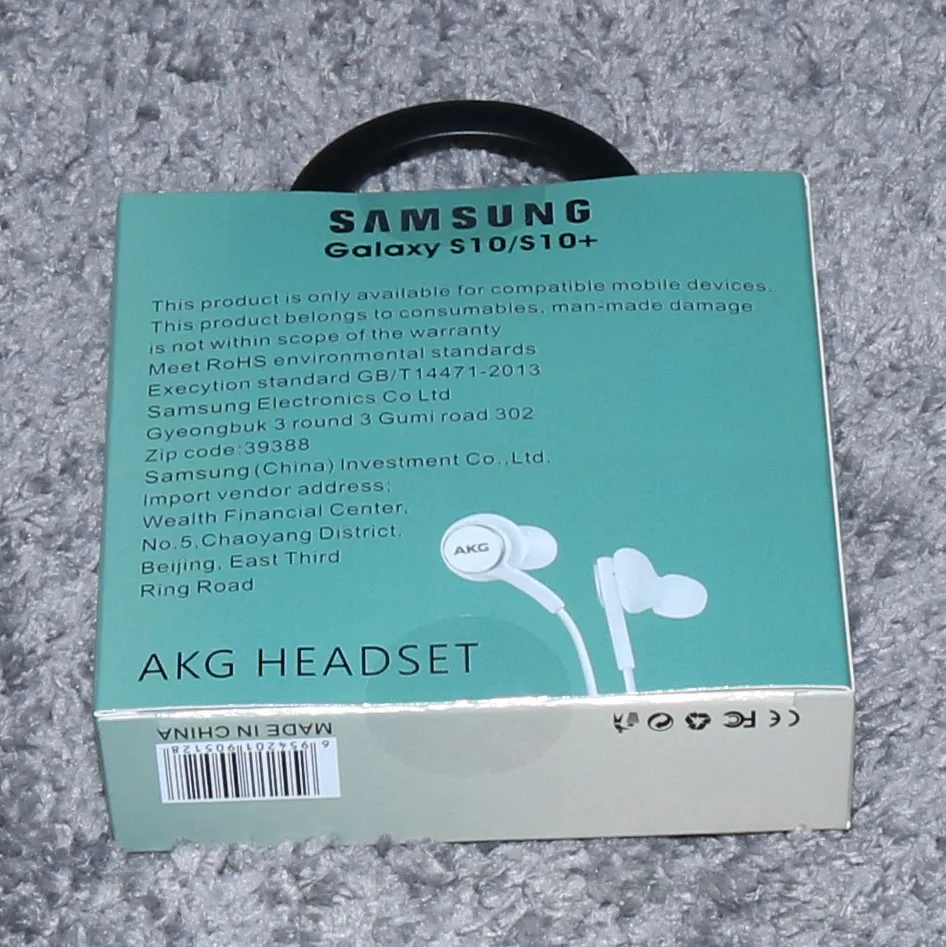 SAMSUNG
Galaxy S10/S10+
This product is only available for compatible mobile devices.
This product belongs to consumables, man-made damage
is not within scope of the warranty
Meet RoHS environmental standards
Execytion standard GB/T14471-2013
Samsung Electronics Co Ltd
Gyeongbuk 3 round 3 Gumi road 302
Zip code:39388
Samsung(China) Investment Co.,Ltd.
Import vendor address;
Wealth Financial Center,
No.5,Chaoyang District,
Beijing, East Third
Ring Road
AKG
AKG HEADSET
CE FC
MADE IN CHINA
6954201905128